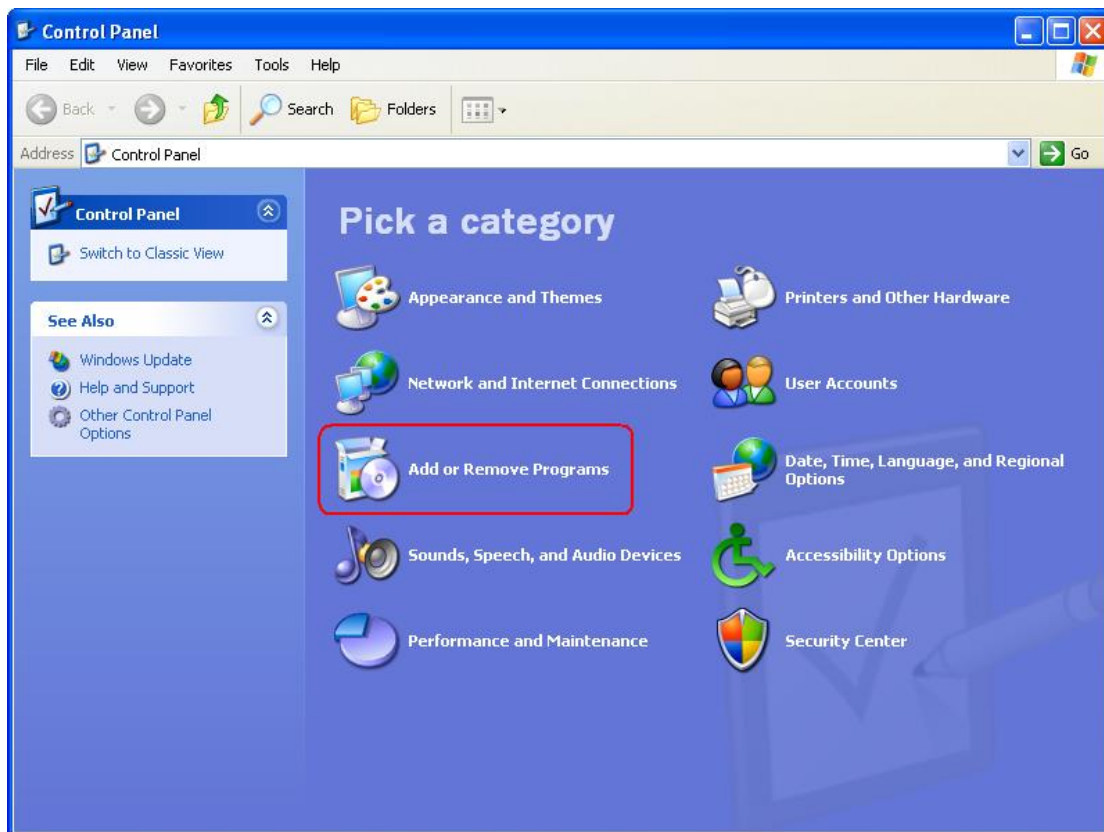 Control Panel
File Edit View Favorites Tools Help
Back Search Folders
Address Control Panel Go
Control Panel
Switch to Classic View
See Also
Windows Update
Help and Support
Other Control Panel
Options
Pick a category
Appearance and Themes
Printers and Other Hardware
Network and Internet Connections
User Accounts
Add or Remove Programs
Date, Time, Language, and Regional
Options
Sounds, Speech, and Audio Devices
Accessibility Options
Performance and Maintenance
Security Center